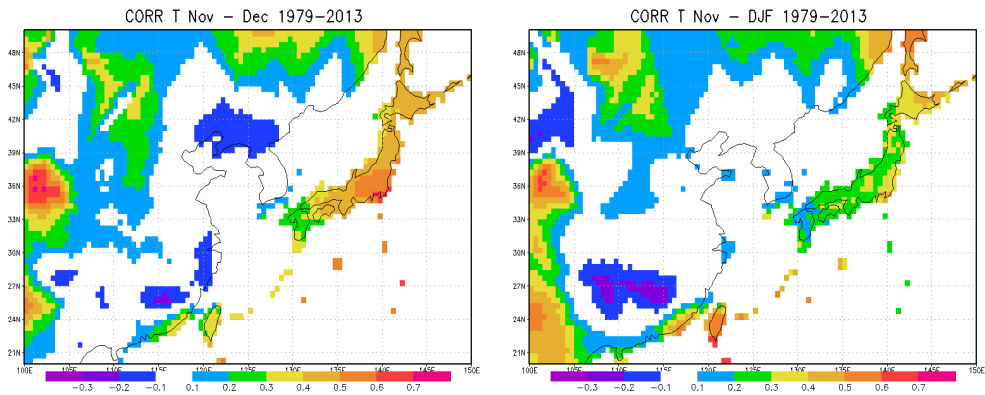 CORR T Nov – Dec 1979–2013
48N
45N
42N
39N
36N
33N
30N
27N
24N
21N
100E 105E 110E 115E 120E 125E 130E 135E 140E 145E 150E
−0.3 −0.2 −0.1 0.1 0.2 0.3 0.4 0.5 0.6 0.7
CORR T Nov – DJF 1979–2013
48N
45N
42N
39N
36N
33N
30N
27N
24N
21N
100E 105E 110E 115E 120E 125E 130E 135E 140E 145E 150E
−0.3 −0.2 −0.1 0.1 0.2 0.3 0.4 0.5 0.6 0.7